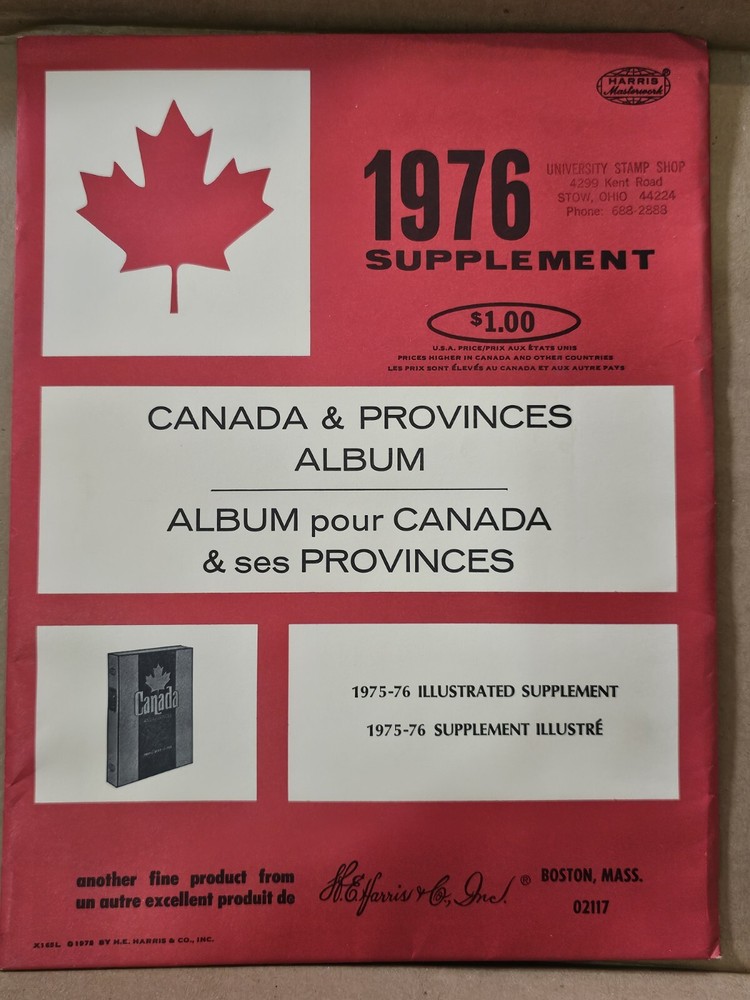 HARRIS
Masterwork
®
1976
SUPPLEMENT
UNIVERSITY STAMP SHOP
4299 Kent Road
STOW, OHIO 44224
Phone: 688-2888
$1.00
U.S.A. PRICE/PRIX AUX ÉTATS UNIS
PRICES HIGHER IN CANADA AND OTHER COUNTRIES
LES PRIX SONT ÉLEVÉS AU CANADA ET AUX AUTRE PAYS
CANADA & PROVINCES
ALBUM
ALBUM pour CANADA
& ses PROVINCES
Canada
1975-76 ILLUSTRATED SUPPLEMENT
1975-76 SUPPLEMENT ILLUSTRÉ
another fine product from
un autre excellent produit de
H.E. Harris & Co., Inc. ®
BOSTON, MASS.
02117
X168L ©1975 BY H.E. HARRIS & CO., INC.